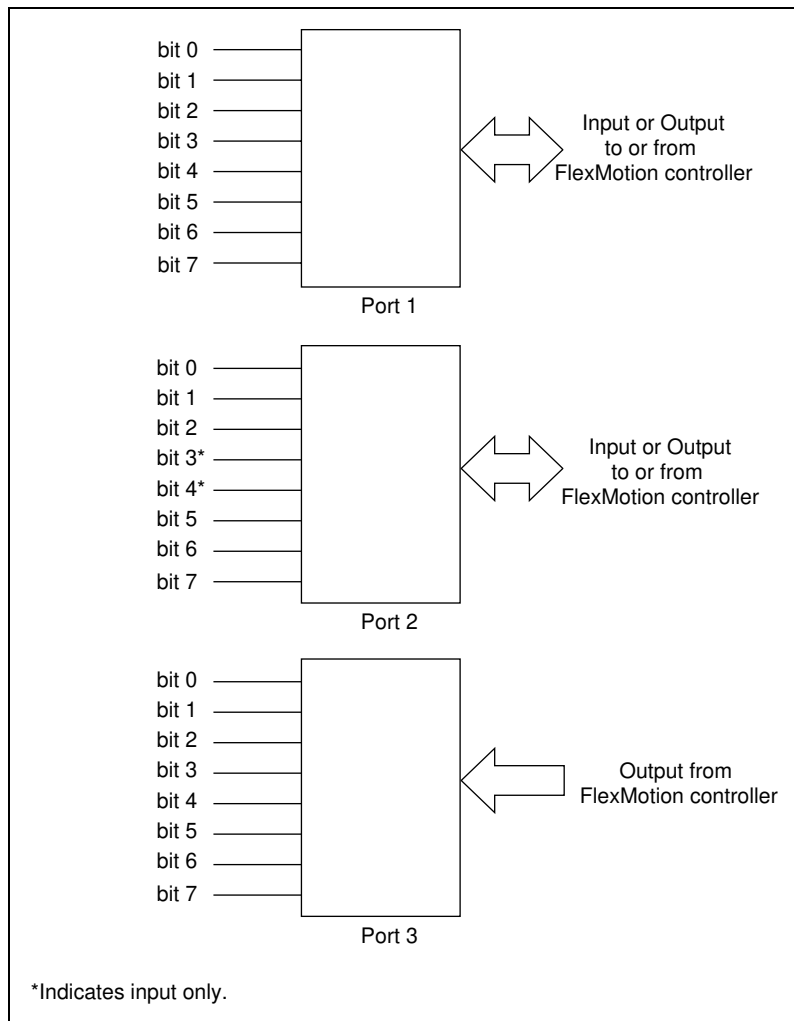 bit 0
bit 1
bit 2
bit 3
bit 4
bit 5
bit 6
bit 7
Input or Output
to or from
FlexMotion controller
Port 1
bit 0
bit 1
bit 2
bit 3*
bit 4*
bit 5
bit 6
bit 7
Input or Output
to or from
FlexMotion controller
Port 2
bit 0
bit 1
bit 2
bit 3
bit 4
bit 5
bit 6
bit 7
Output from
FlexMotion controller
Port 3
*Indicates input only.